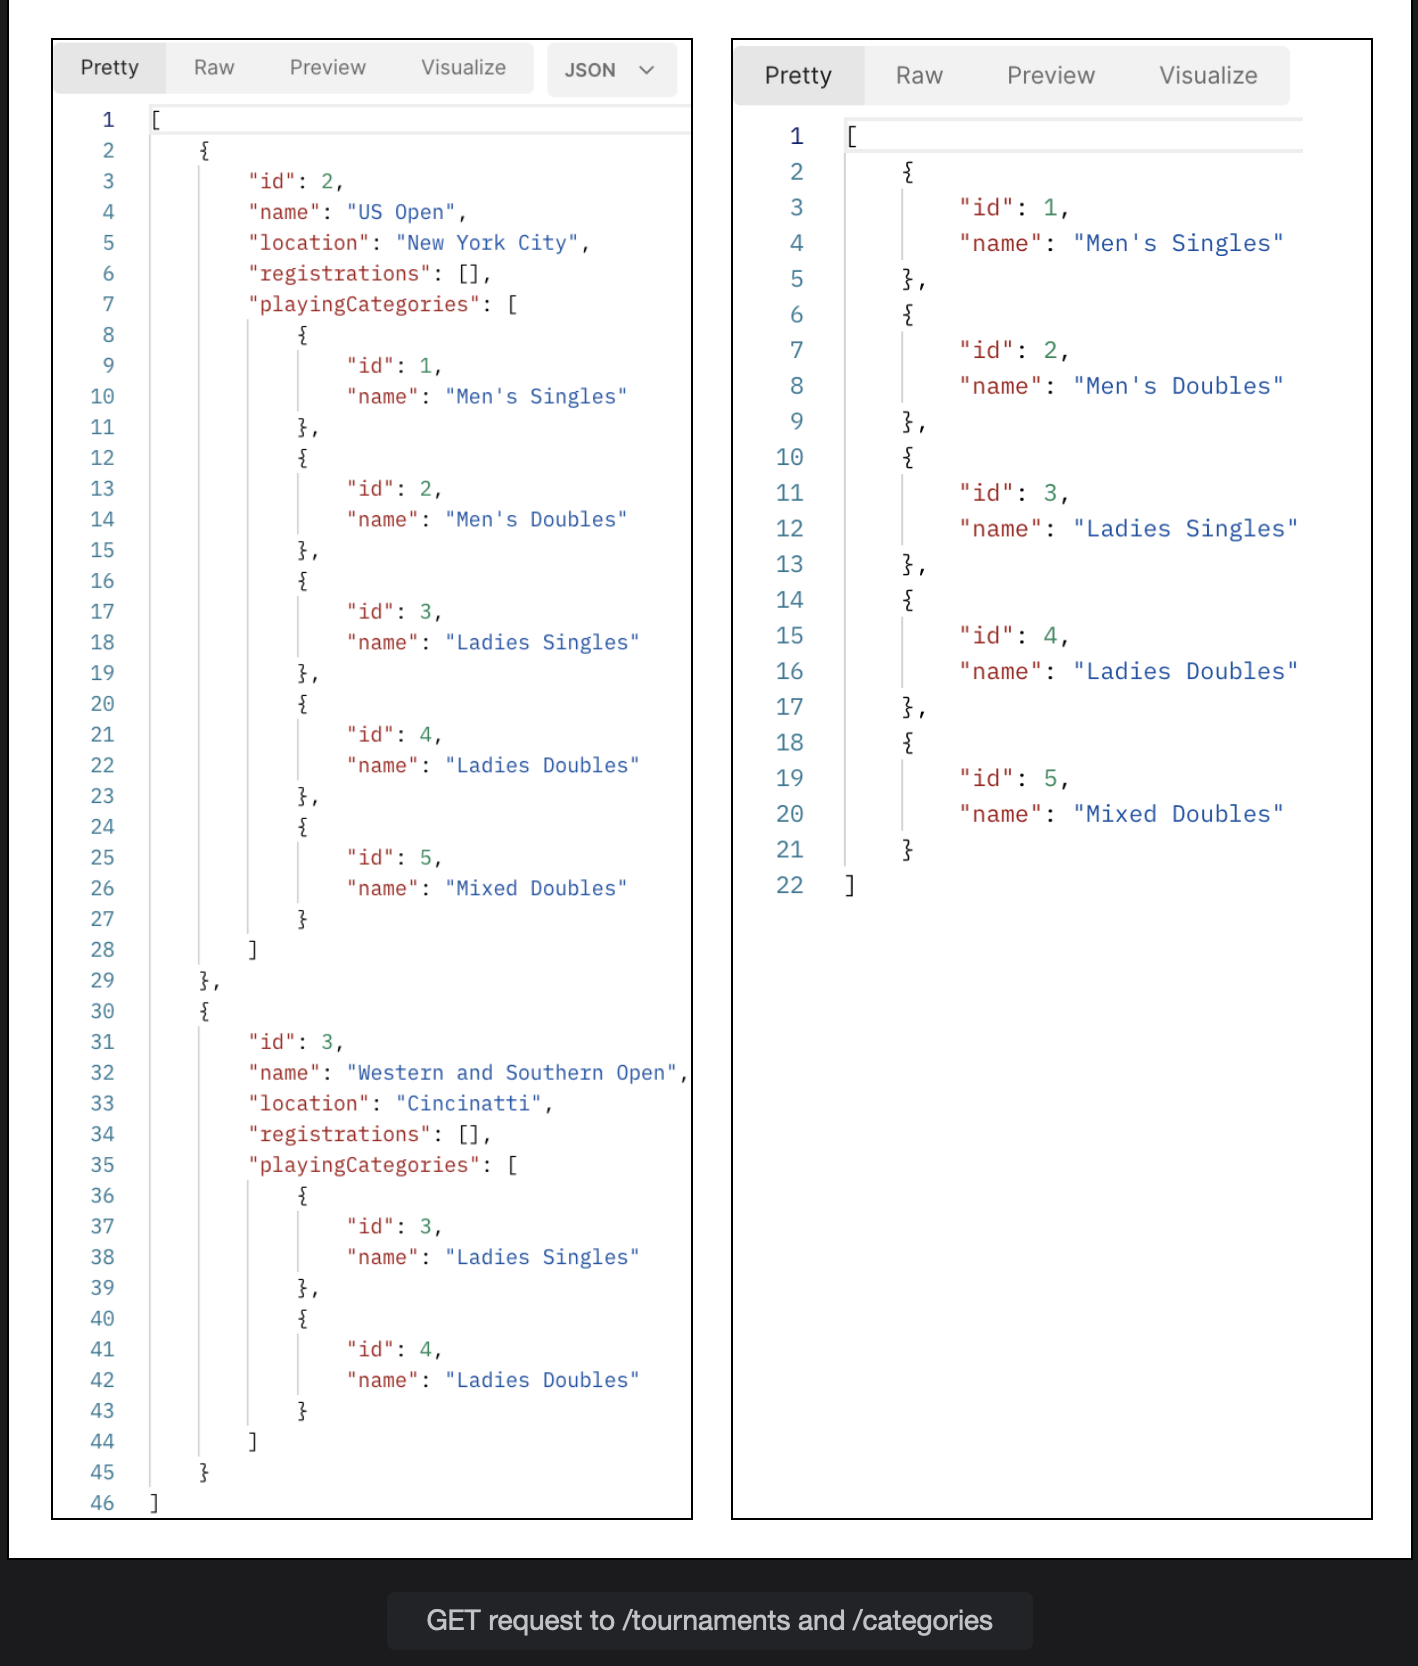 Pretty Raw Preview Visualize JSON
1 [
2 {
3 "id": 2,
4 "name": "US Open",
5 "location": "New York City",
6 "registrations": [],
7 "playingCategories": [
8 {
9 "id": 1,
10 "name": "Men's Singles"
11 },
12 {
13 "id": 2,
14 "name": "Men's Doubles"
15 },
16 {
17 "id": 3,
18 "name": "Ladies Singles"
19 },
20 {
21 "id": 4,
22 "name": "Ladies Doubles"
23 },
24 {
25 "id": 5,
26 "name": "Mixed Doubles"
27 }
28 ]
29 },
30 {
31 "id": 3,
32 "name": "Western and Southern Open",
33 "location": "Cincinatti",
34 "registrations": [],
35 "playingCategories": [
36 {
37 "id": 3,
38 "name": "Ladies Singles"
39 },
40 {
41 "id": 4,
42 "name": "Ladies Doubles"
43 }
44 ]
45 }
46 ]
Pretty Raw Preview Visualize
1 [
2 {
3 "id": 1,
4 "name": "Men's Singles"
5 },
6 {
7 "id": 2,
8 "name": "Men's Doubles"
9 },
10 {
11 "id": 3,
12 "name": "Ladies Singles"
13 },
14 {
15 "id": 4,
16 "name": "Ladies Doubles"
17 },
18 {
19 "id": 5,
20 "name": "Mixed Doubles"
21 }
22 ]
GET request to /tournaments and /categories